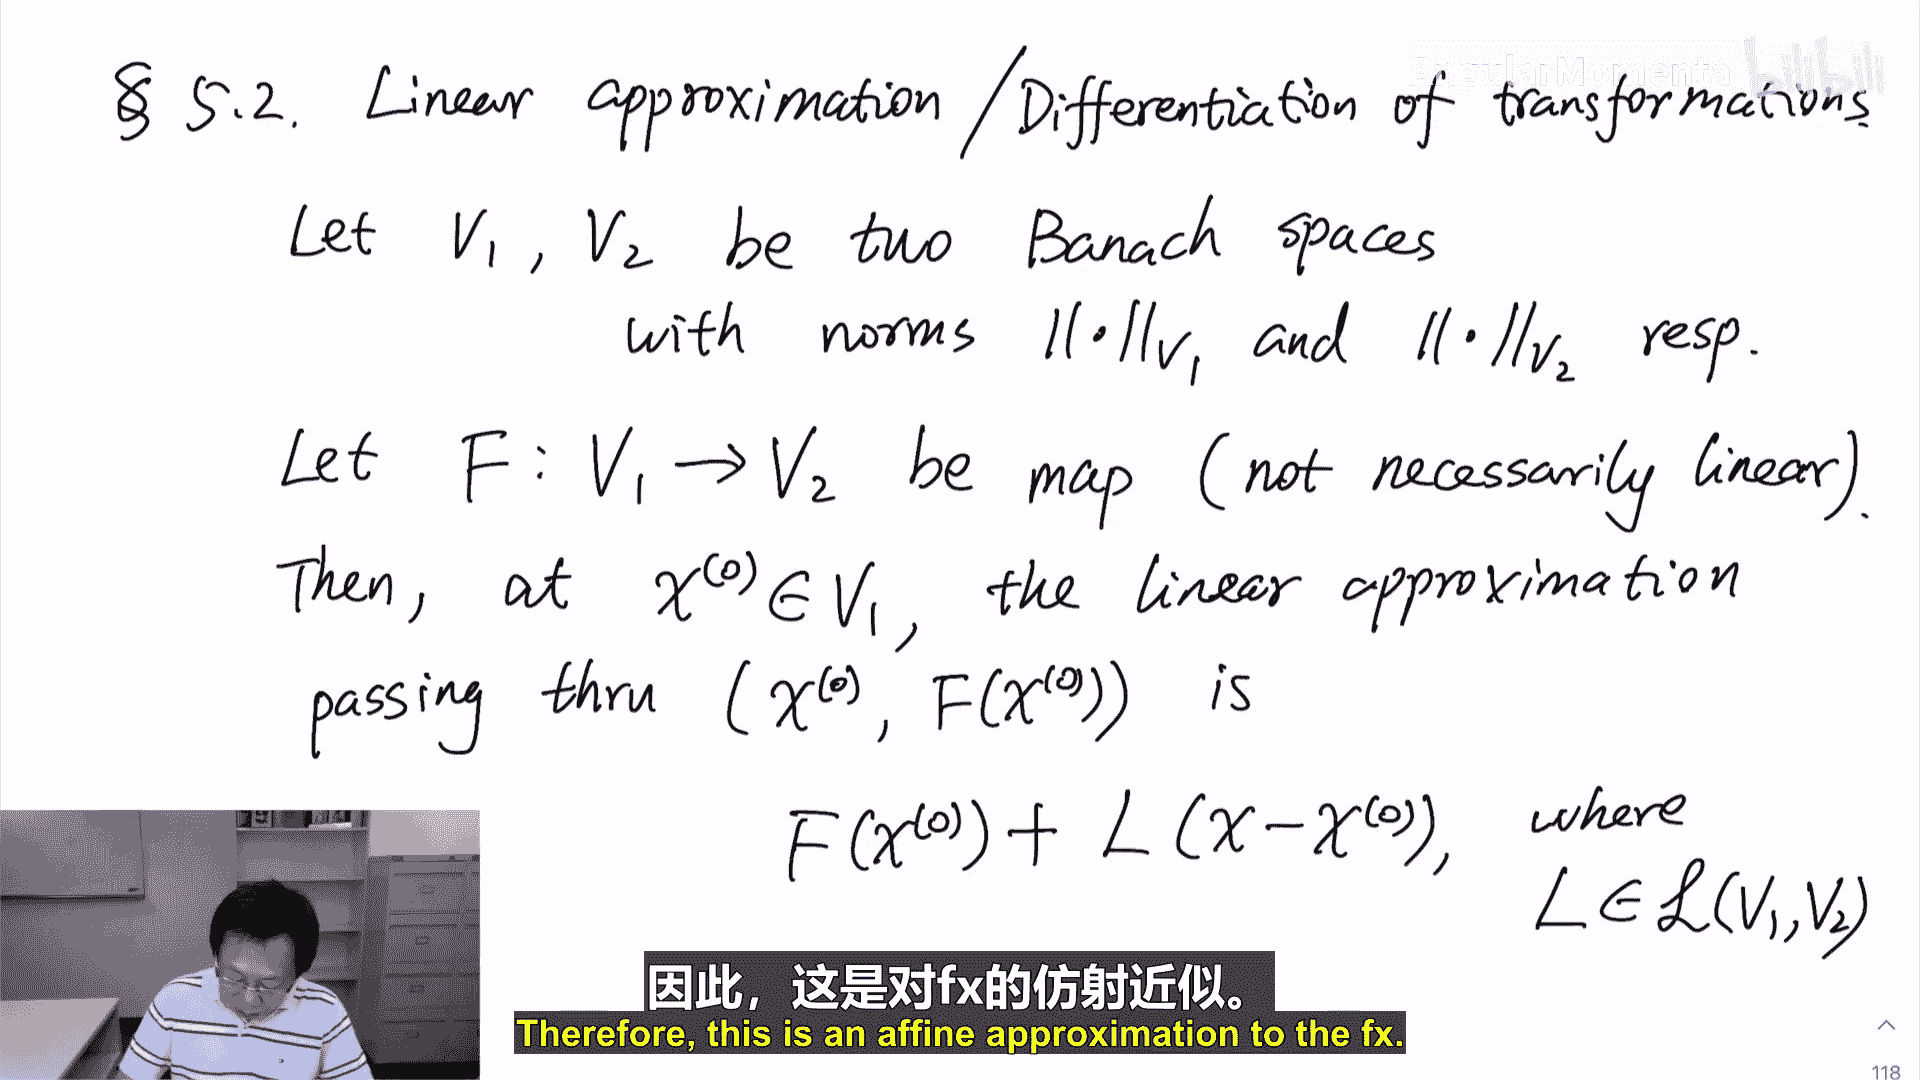 § 5.2. Linear approximation / Differentiation of transformations.
bilibili
Let V₁, V₂ be two Banach spaces
with norms ||·||_V₁ and ||·||_V₂ resp.
Let F : V₁ → V₂ be map (not necessarily linear).
Then, at x⁽⁰⁾ ∈ V₁, the linear approximation
passing thru (x⁽⁰⁾, F(x⁽⁰⁾)) is
F(x⁽⁰⁾) + L(x − x⁽⁰⁾), where
L ∈ ℒ(V₁, V₂)
因此，这是对fx的仿射近似。
Therefore, this is an affine approximation to the fx.
118